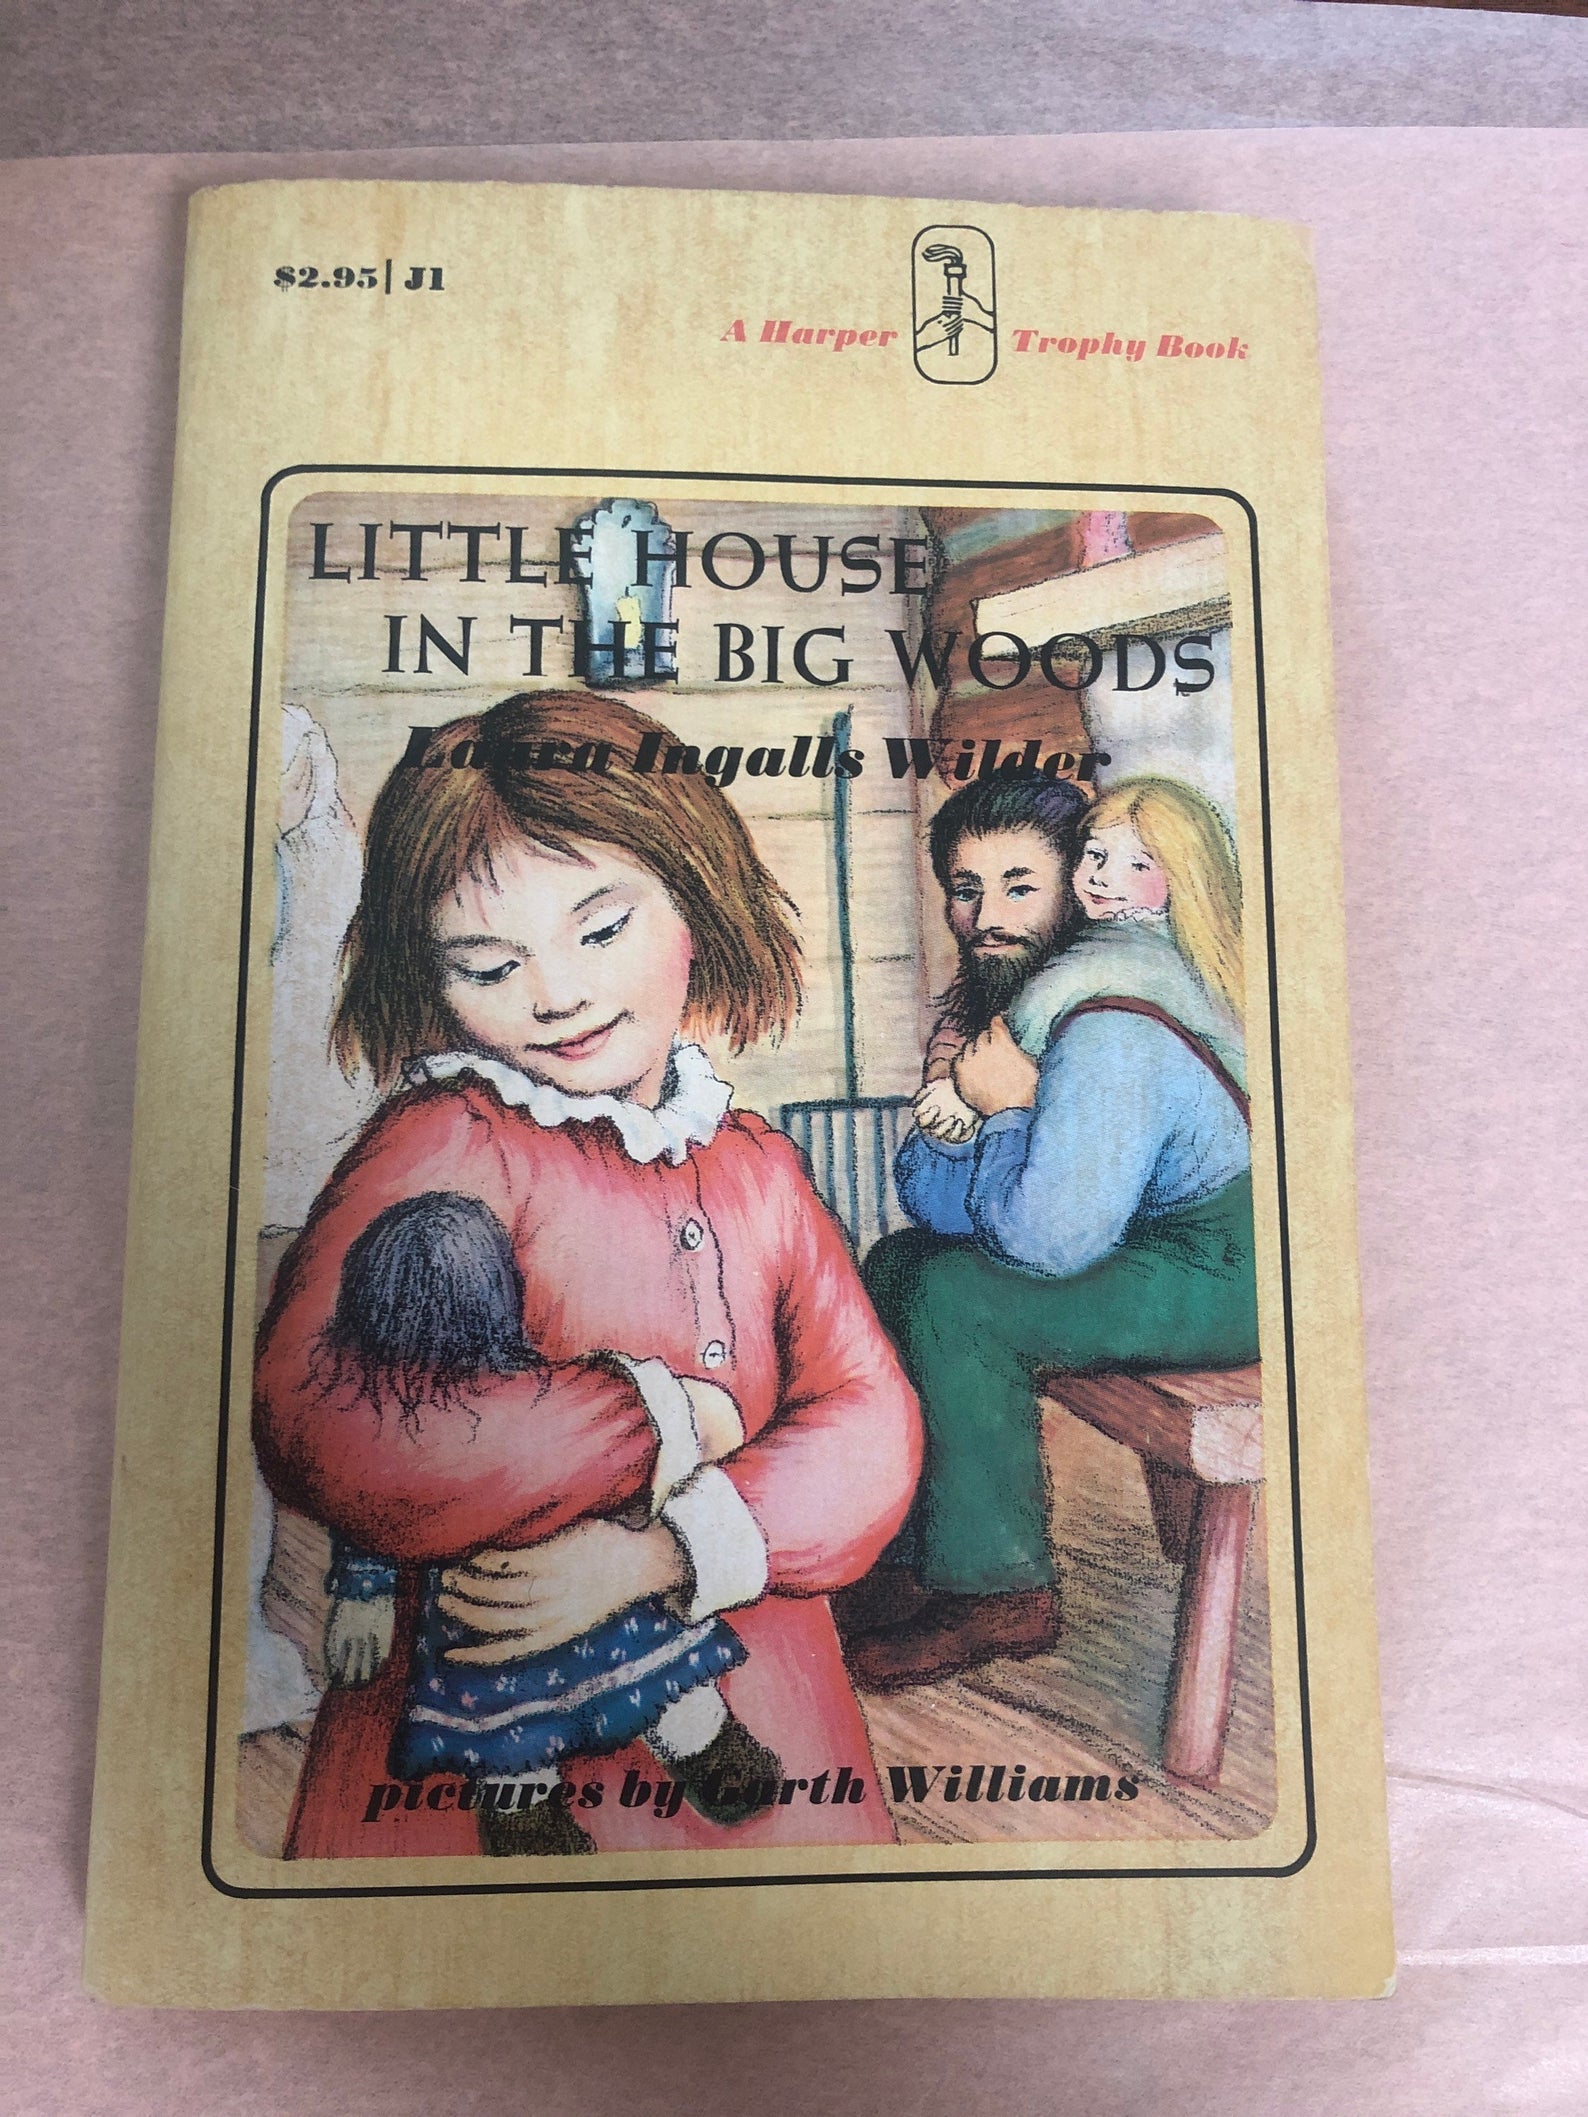 $2.95| J1
A Harper Trophy Book
LITTLE HOUSE
IN THE BIG WOODS
Laura Ingalls Wilder
pictures by Garth Williams